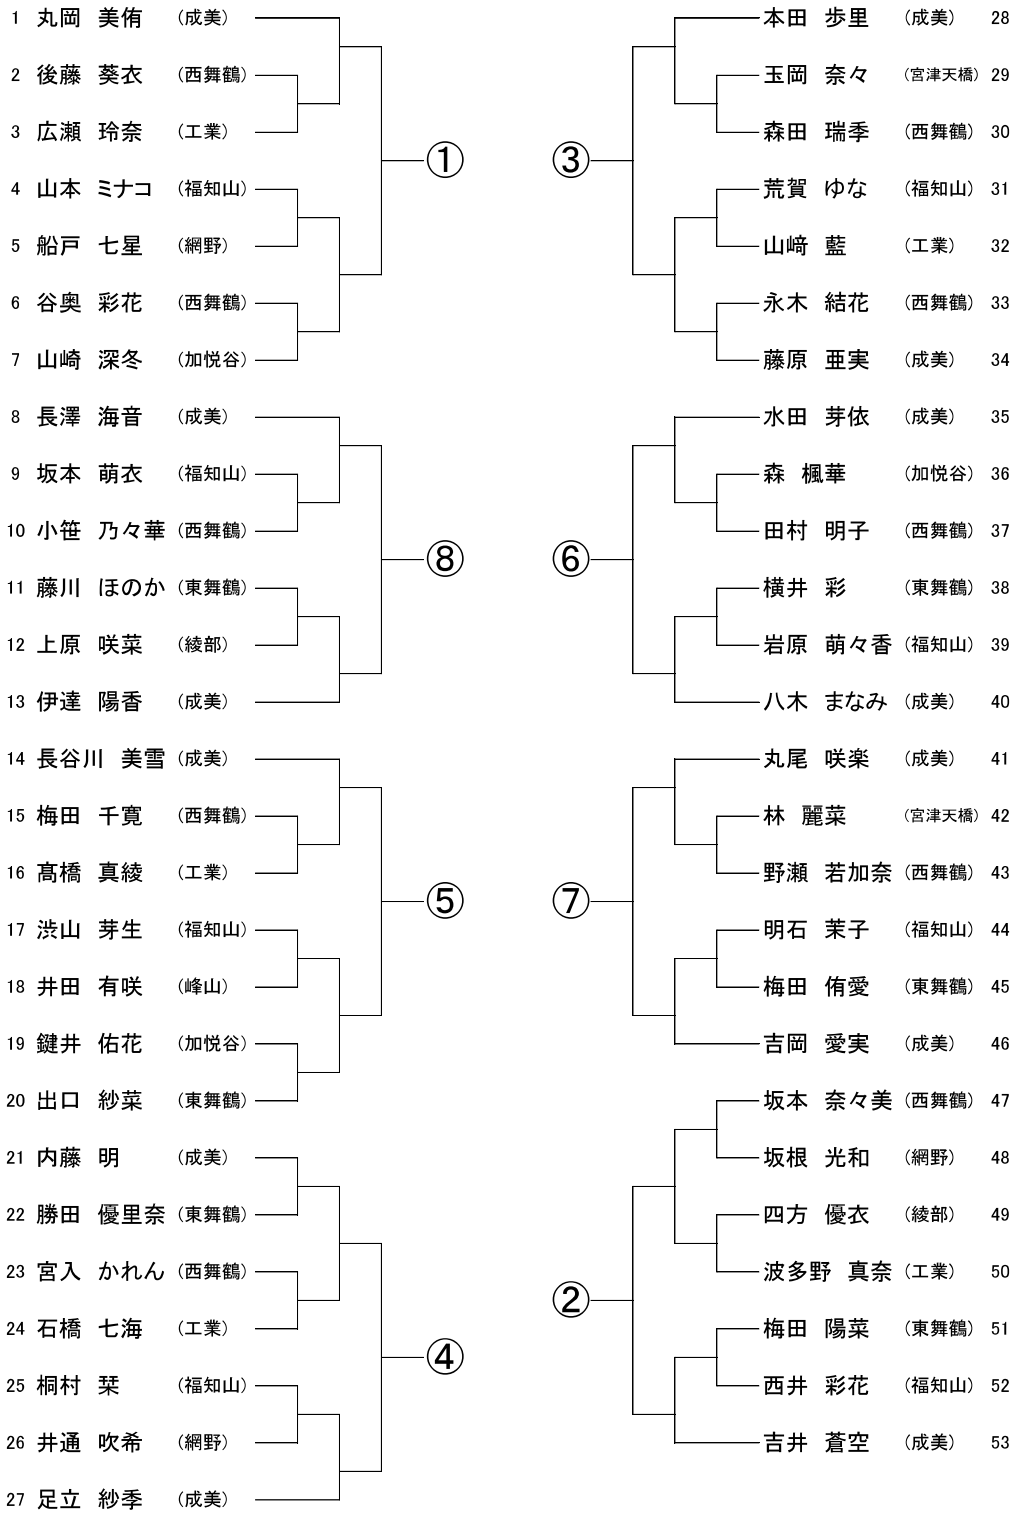 1 丸岡 美侑 （成美）
2 後藤 葵衣 （西舞鶴）
3 広瀬 玲奈 （工業）
①
4 山本 ミナコ （福知山）
5 船戸 七星 （網野）
6 谷奥 彩花 （西舞鶴）
7 山崎 深冬 （加悦谷）
8 長澤 海音 （成美）
9 坂本 萌衣 （福知山）
10 小笹 乃々華 （西舞鶴）
⑧
11 藤川 ほのか （東舞鶴）
12 上原 咲菜 （綾部）
13 伊達 陽香 （成美）
14 長谷川 美雪 （成美）
15 梅田 千寛 （西舞鶴）
16 髙橋 真綾 （工業）
⑤
17 渋山 芽生 （福知山）
18 井田 有咲 （峰山）
19 鍵井 佑花 （加悦谷）
20 出口 紗菜 （東舞鶴）
21 内藤 明 （成美）
22 勝田 優里奈 （東舞鶴）
23 宮入 かれん （西舞鶴）
24 石橋 七海 （工業）
④
25 桐村 栞 （福知山）
26 井通 吹希 （網野）
27 足立 紗季 （成美）
本田 歩里 （成美） 28
玉岡 奈々 （宮津天橋） 29
森田 瑞季 （西舞鶴） 30
③
荒賀 ゆな （福知山） 31
山﨑 藍 （工業） 32
永木 結花 （西舞鶴） 33
藤原 亜実 （成美） 34
水田 芽依 （成美） 35
森 楓華 （加悦谷） 36
田村 明子 （西舞鶴） 37
⑥
横井 彩 （東舞鶴） 38
岩原 萌々香 （福知山） 39
八木 まなみ （成美） 40
丸尾 咲楽 （成美） 41
林 麗菜 （宮津天橋） 42
野瀬 若加奈 （西舞鶴） 43
⑦
明石 茉子 （福知山） 44
梅田 侑愛 （東舞鶴） 45
吉岡 愛実 （成美） 46
坂本 奈々美 （西舞鶴） 47
坂根 光和 （網野） 48
四方 優衣 （綾部） 49
波多野 真奈 （工業） 50
②
梅田 陽菜 （東舞鶴） 51
西井 彩花 （福知山） 52
吉井 蒼空 （成美） 53